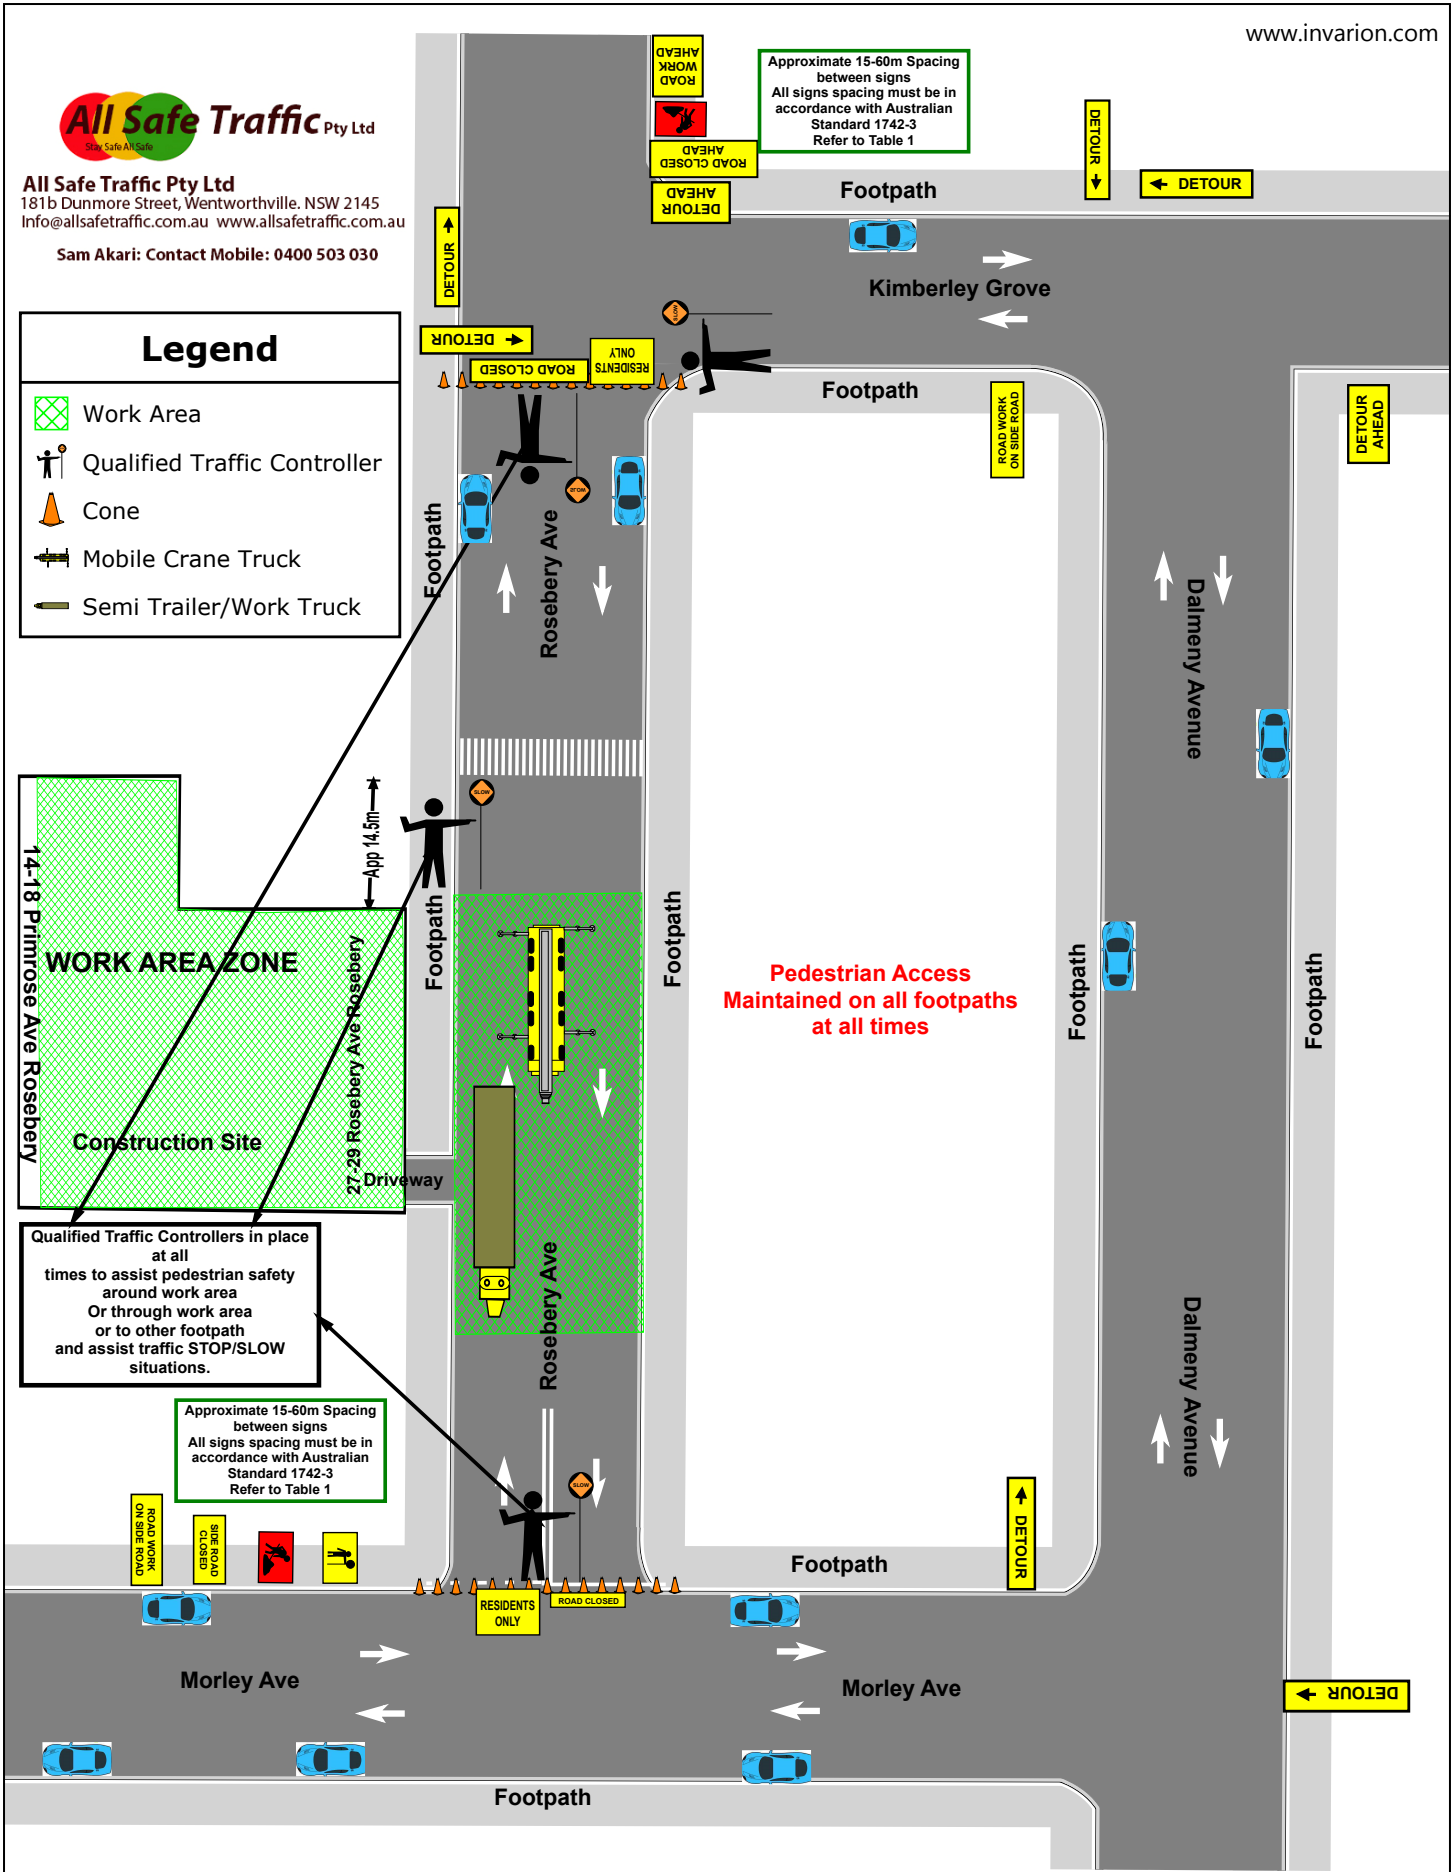 www.invarion.com
All Safe Traffic Pty Ltd
Stay Safe All Safe
All Safe Traffic Pty Ltd
181b Dunmore Street, Wentworthville. NSW 2145
Info@allsafetraffic.com.au www.allsafetraffic.com.au
Sam Akari: Contact Mobile: 0400 503 030
ROAD
WORK
AHEAD
ROAD CLOSED
AHEAD
DETOUR
AHEAD
Approximate 15-60m Spacing
between signs
All signs spacing must be in
accordance with Australian
Standard 1742-3
Refer to Table 1
DETOUR
DETOUR
Footpath
DETOUR
Kimberley Grove
SLOW
DETOUR
ROAD CLOSED
RESIDENTS
ONLY
Footpath
ROAD WORK
ON SIDE ROAD
DETOUR
AHEAD
Legend
Work Area
Qualified Traffic Controller
Cone
Mobile Crane Truck
Semi Trailer/Work Truck
SLOW
Footpath
Rosebery Ave
Dalmeny Avenue
SLOW
App 14.5m
14-18 Primrose Ave Rosebery
WORK AREA ZONE
27-29 Rosebery Ave Rosebery
Footpath
Footpath
Pedestrian Access
Maintained on all footpaths
at all times
Footpath
Footpath
Construction Site
Driveway
Qualified Traffic Controllers in place
at all
times to assist pedestrian safety
around work area
Or through work area
or to other footpath
and assist traffic STOP/SLOW
situations.
Rosebery Ave
Dalmeny Avenue
Approximate 15-60m Spacing
between signs
All signs spacing must be in
accordance with Australian
Standard 1742-3
Refer to Table 1
SLOW
ROAD WORK
ON SIDE ROAD
SIDE ROAD
CLOSED
DETOUR
Footpath
RESIDENTS
ONLY
ROAD CLOSED
Morley Ave
Morley Ave
DETOUR
Footpath